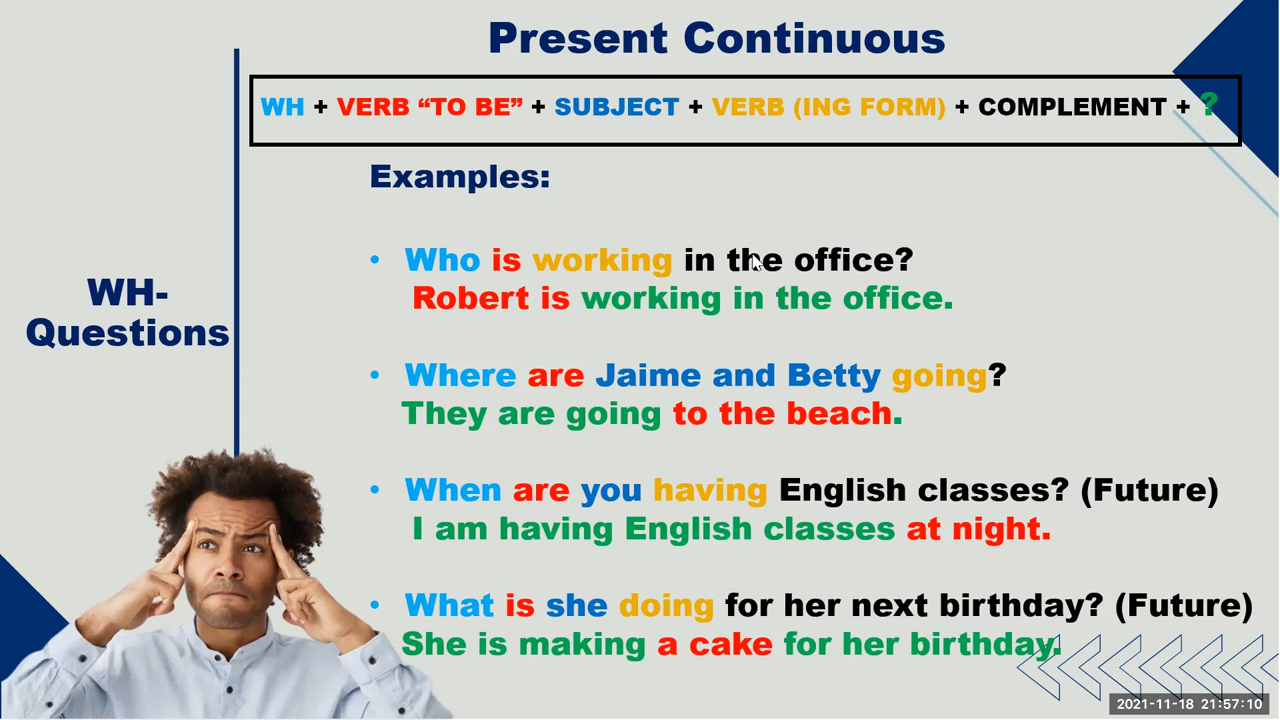 Present Continuous
WH + VERB “TO BE” + SUBJECT + VERB (ING FORM) + COMPLEMENT + ?
Examples:
WH-
Questions
• Who is working in the office?
Robert is working in the office.
• Where are Jaime and Betty going?
They are going to the beach.
• When are you having English classes? (Future)
I am having English classes at night.
• What is she doing for her next birthday? (Future)
She is making a cake for her birthday.
2021-11-18 21:57:10